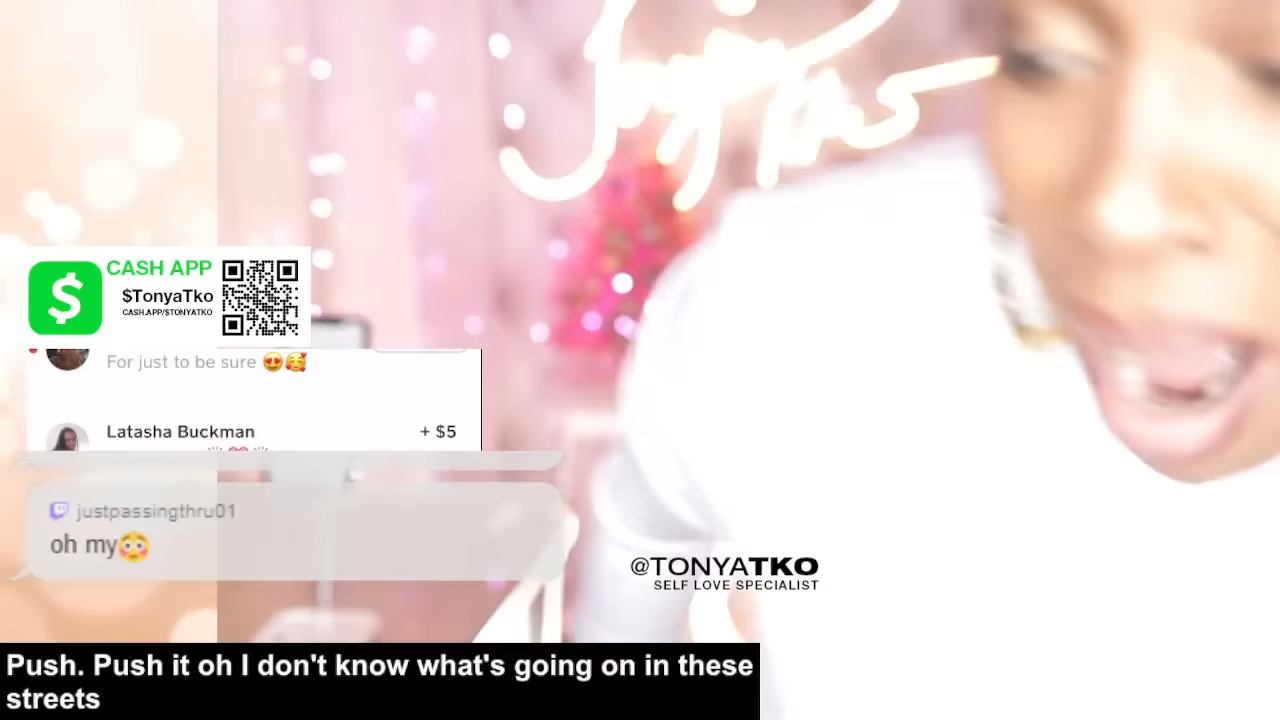 CASH APP
$TonyaTko
CASH.APP/$TONYATKO
For just to be sure 😍🥰
Latasha Buckman + $5
justpassingthru01
oh my😳
@TONYATKO
SELF LOVE SPECIALIST
Push. Push it oh I don't know what's going on in these
streets